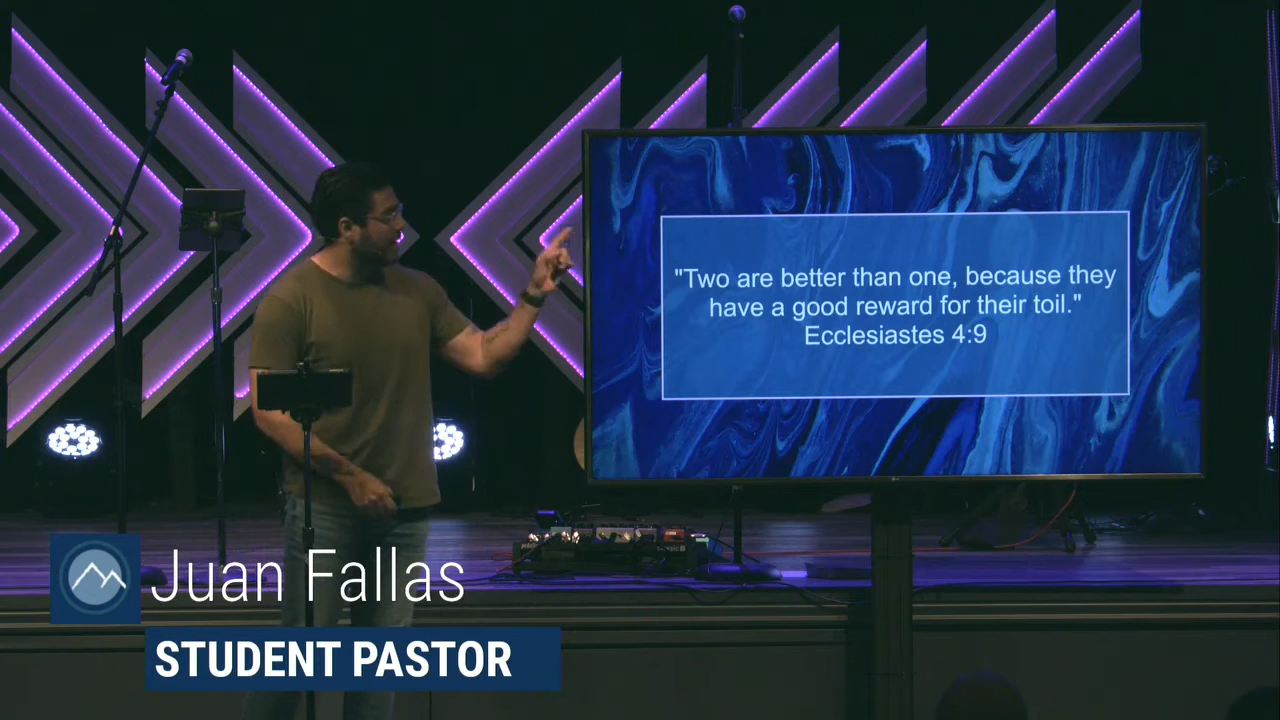 "Two are better than one, because they
have a good reward for their toil."
Ecclesiastes 4:9
Juan Fallas
STUDENT PASTOR